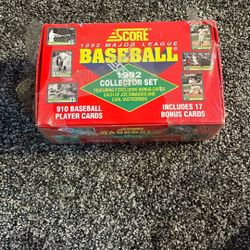 SCORE
1992 MAJOR LEAGUE
BASEBALL
1992
COLLECTOR SET
FEATURING 4 EXCLUSIVE BONUS CARDS
EACH OF JOE DIMAGGIO AND
CARL YASTRZEMSKI
910 BASEBALL
PLAYER CARDS
INCLUDES 17
BONUS CARDS